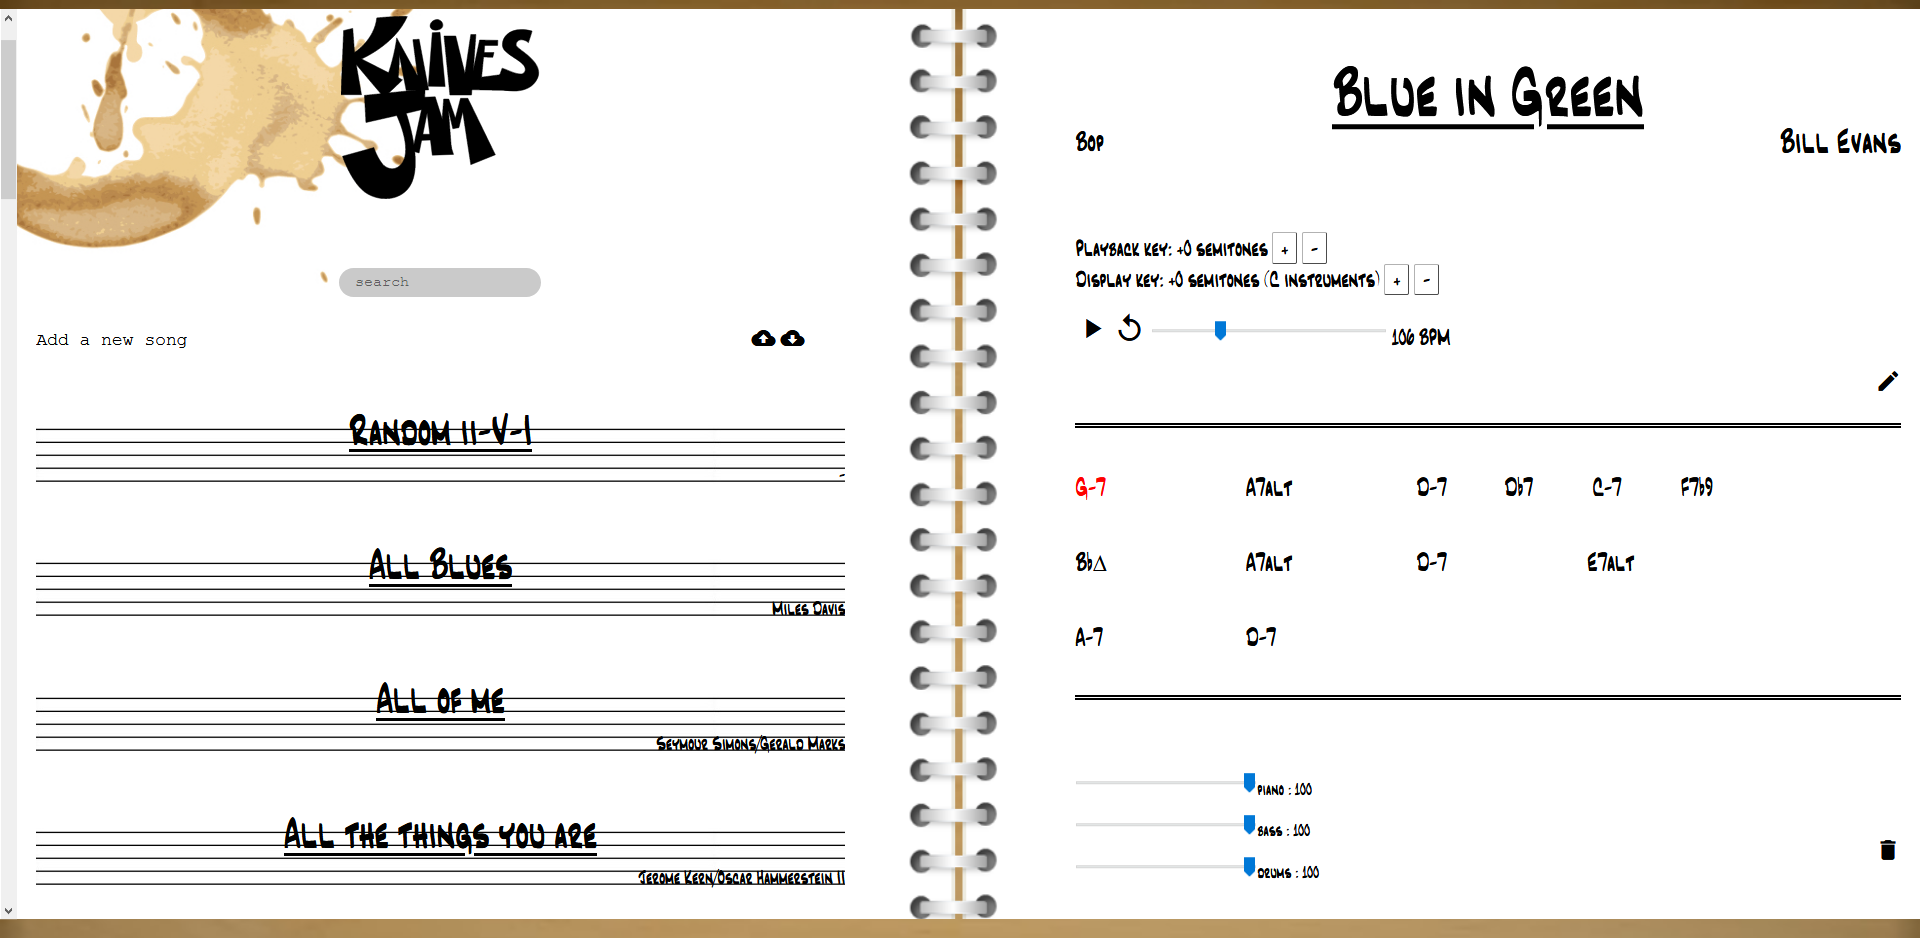 Knives
Jam
search
Add a new song
Random II-V-I
-
All Blues
Miles Davis
All of me
Seymour Simons/Gerald Marks
All the things you are
Jerome Kern/Oscar Hammerstein II
Blue in Green
Bop
Bill Evans
Playback key: +0 semitones + -
Display key: +0 semitones (C instruments) + -
106 BPM
G-7 A7alt D-7 Db7 C-7 F7b9
Bb△ A7alt D-7 E7alt
A-7 D-7
piano : 100
bass : 100
drums : 100